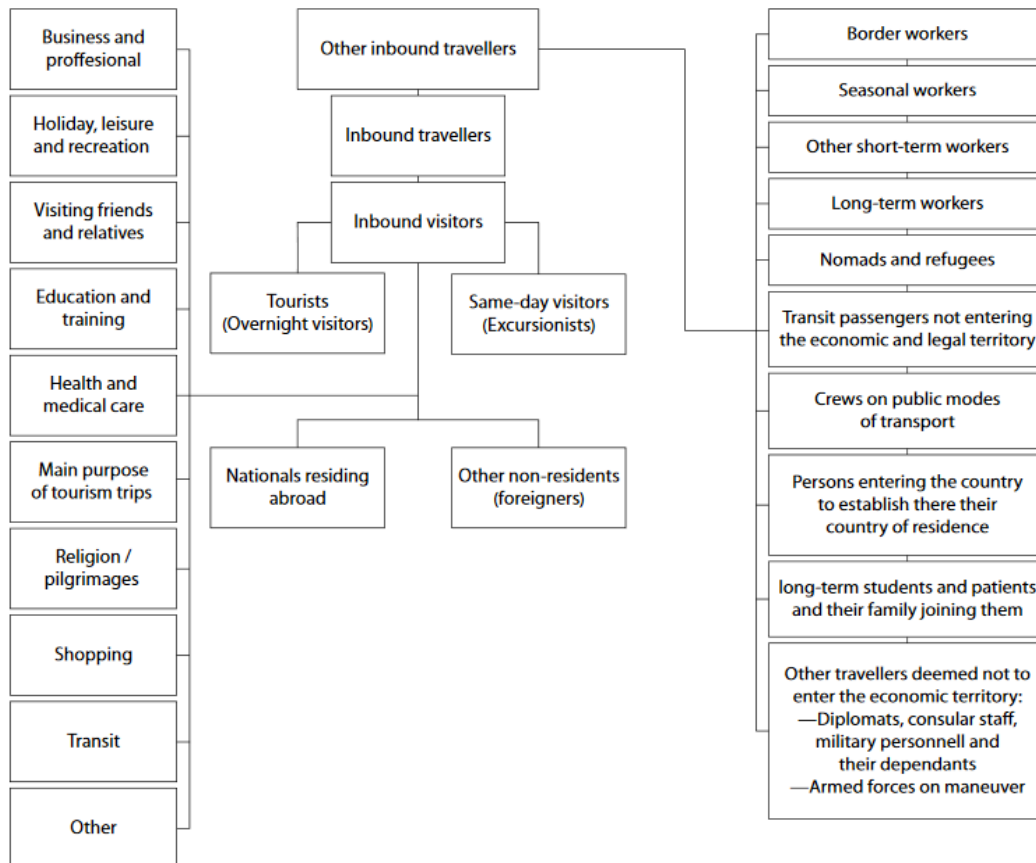 Business and
proffesional
Holiday, leisure
and recreation
Visiting friends
and relatives
Education and
training
Health and
medical care
Main purpose
of tourism trips
Religion /
pilgrimages
Shopping
Transit
Other
Other inbound travellers
Inbound travellers
Inbound visitors
Tourists
(Overnight visitors)
Same-day visitors
(Excursionists)
Nationals residing
abroad
Other non-residents
(foreigners)
Border workers
Seasonal workers
Other short-term workers
Long-term workers
Nomads and refugees
Transit passengers not entering
the economic and legal territory
Crews on public modes
of transport
Persons entering the country
to establish there their
country of residence
long-term students and patients
and their family joining them
Other travellers deemed not to
enter the economic territory:
—Diplomats, consular staff,
military personnell and
their dependants
—Armed forces on maneuver